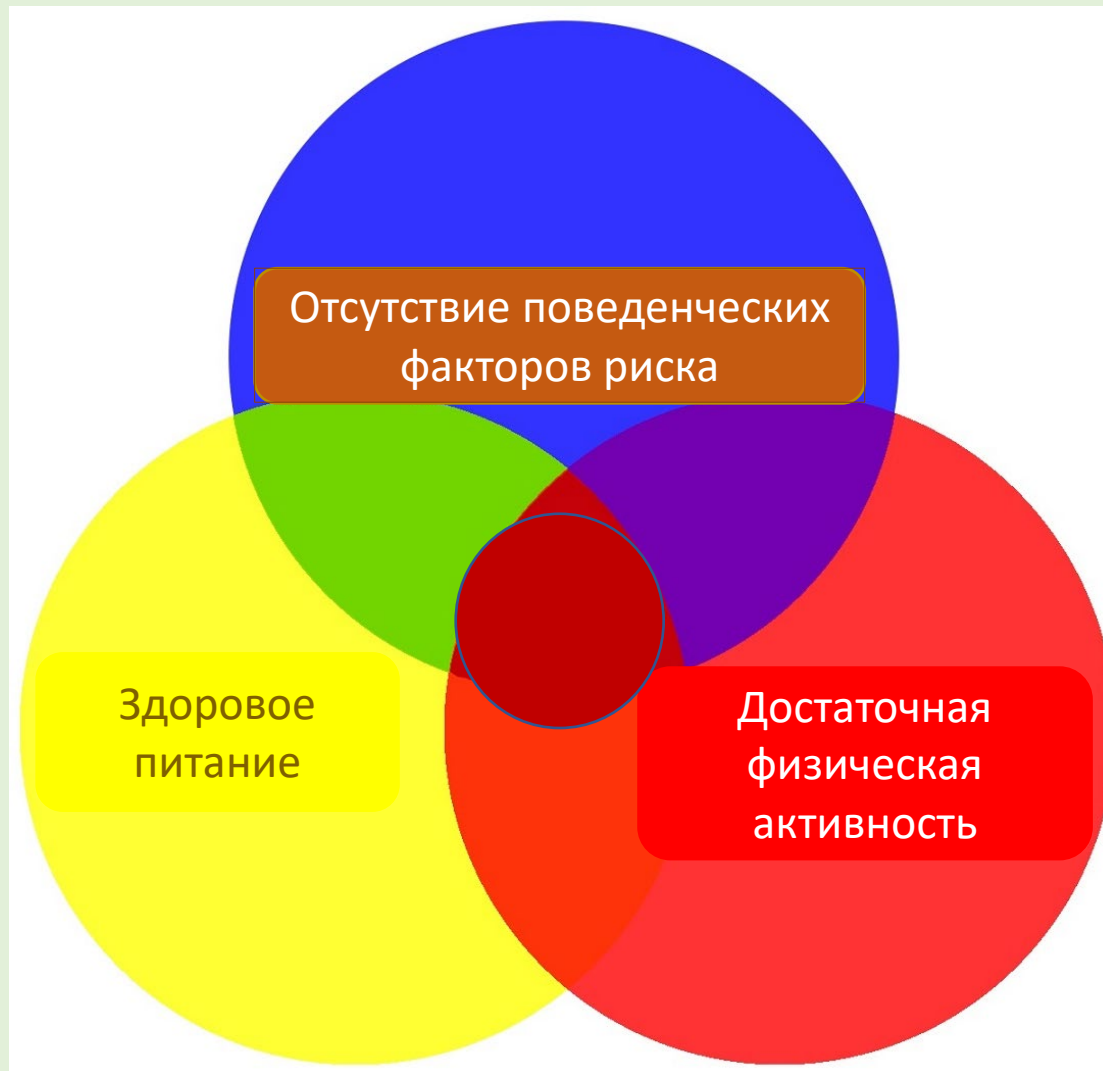 Отсутствие поведенческих
факторов риска
Здоровое
питание
Достаточная
физическая
активность